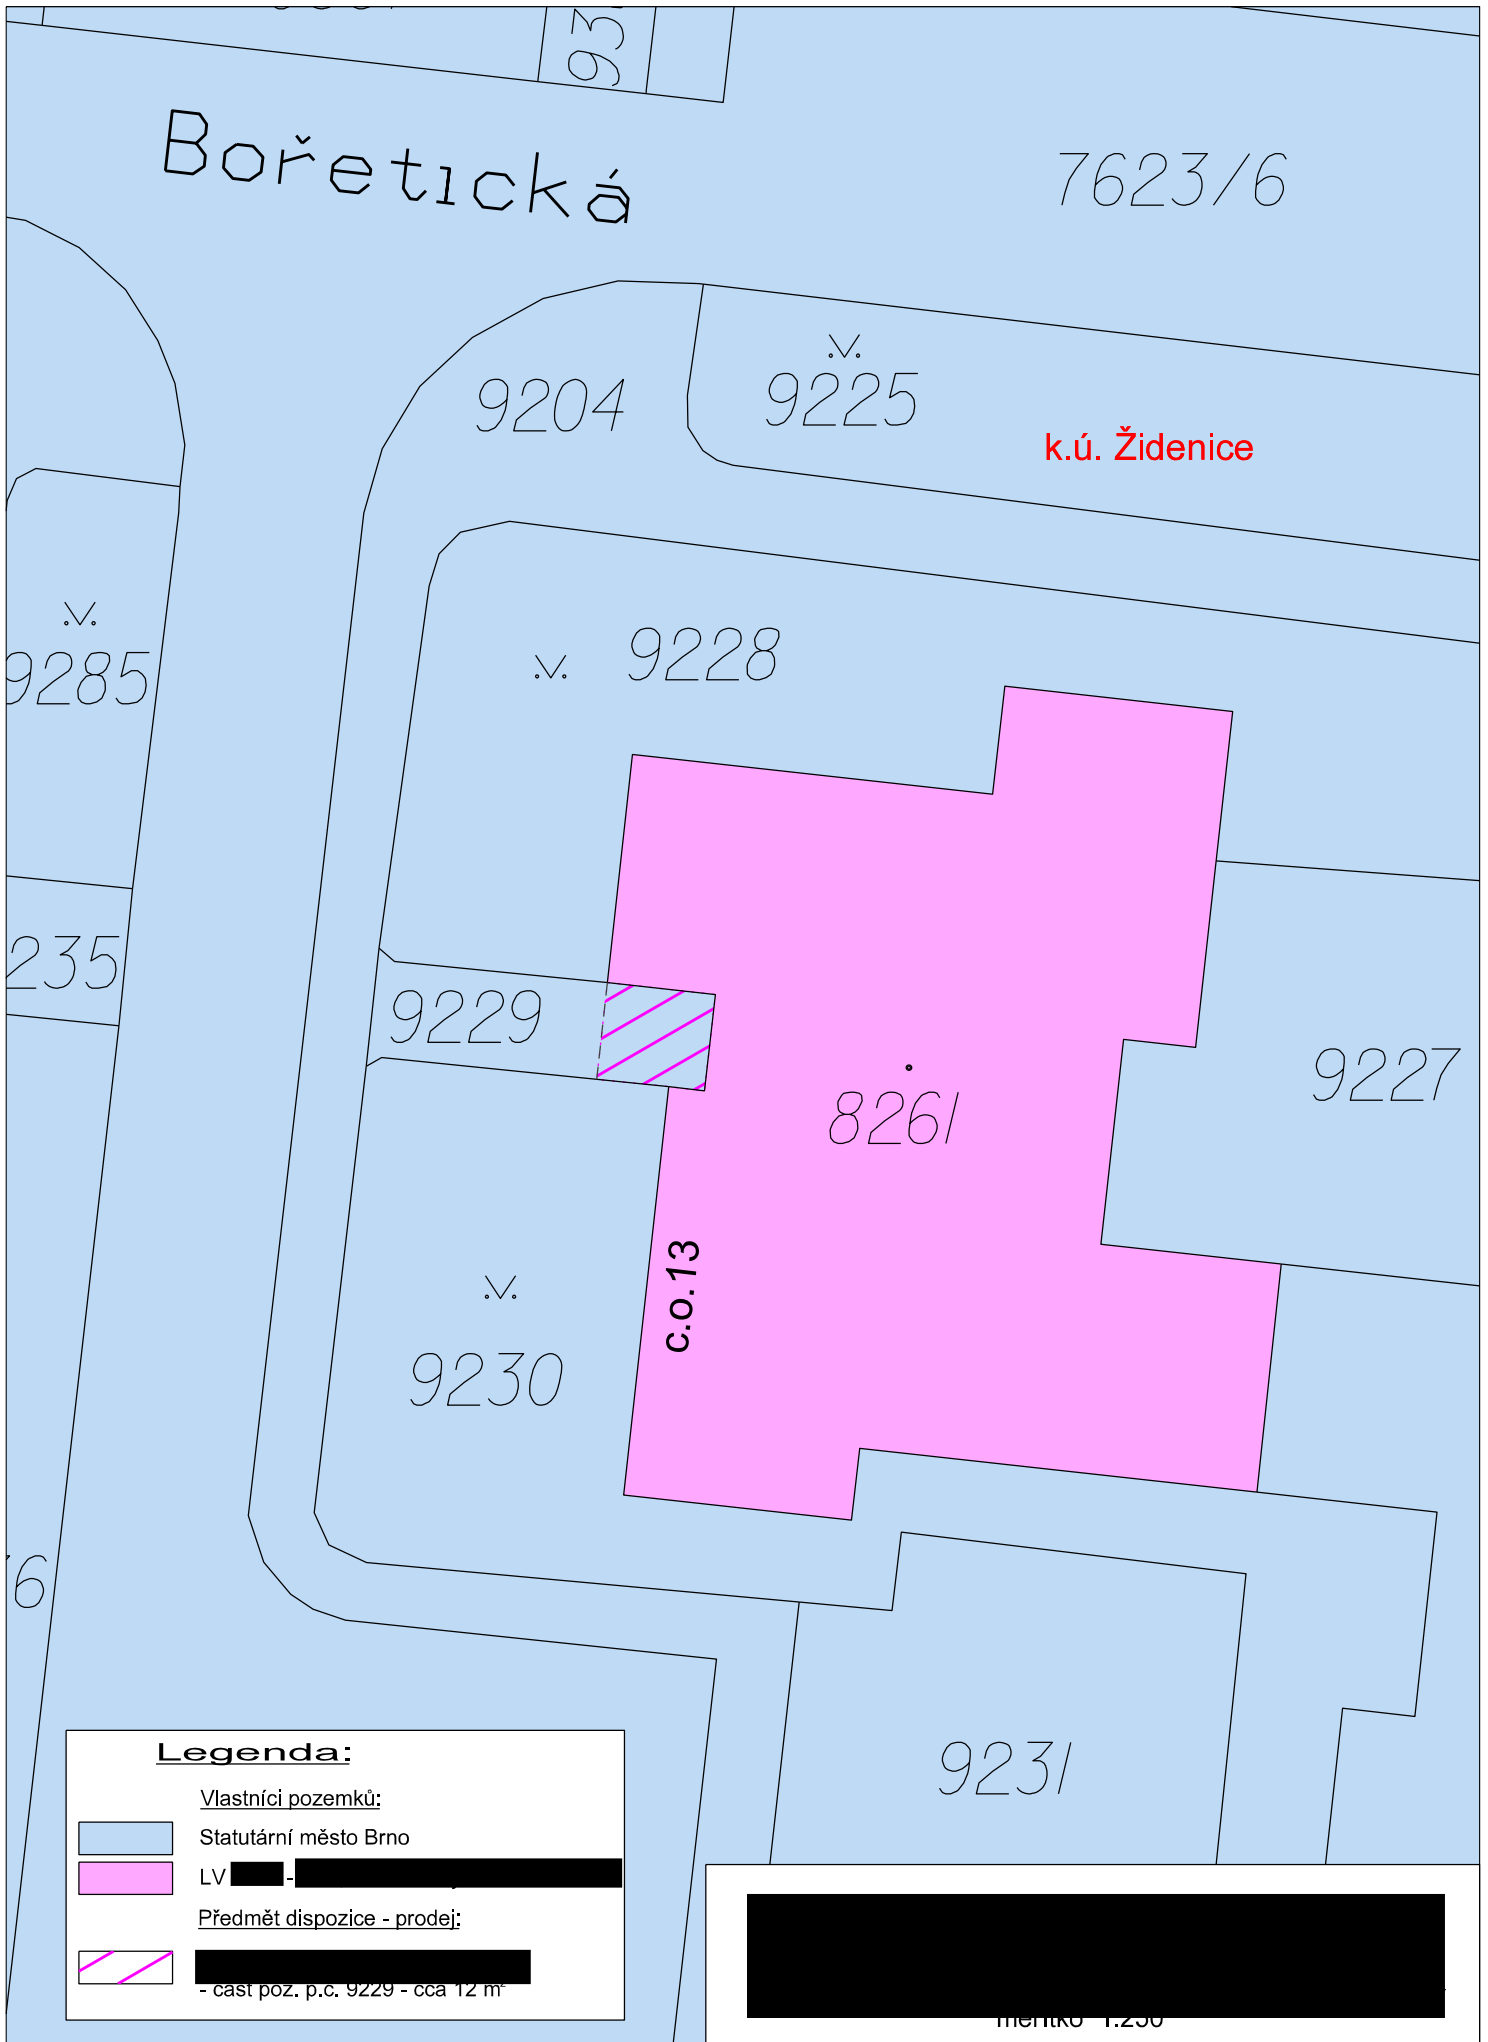 Bořetická
7623/6
9204
9225
k.ú. Židenice
9285
9228
235
9229
9227
8261
c.o.13
9230
9231
Legenda:
Vlastníci pozemků:
Statutární město Brno
LV -
Předmět dispozice - prodej:
- část poz. p.č. 9229 - cca 12 m²
měřítko 1:250